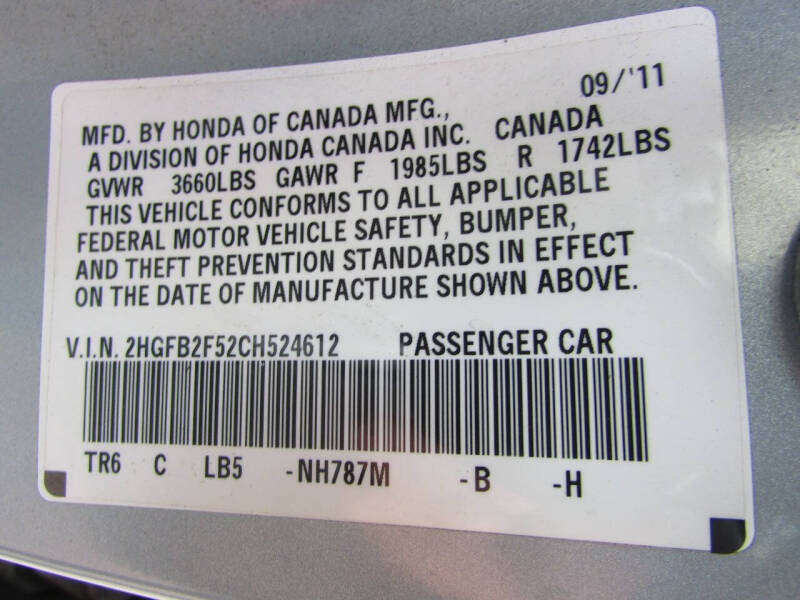 09/'11
MFD. BY HONDA OF CANADA MFG.,
A DIVISION OF HONDA CANADA INC. CANADA
GVWR 3660LBS GAWR F 1985LBS R 1742LBS
THIS VEHICLE CONFORMS TO ALL APPLICABLE
FEDERAL MOTOR VEHICLE SAFETY, BUMPER,
AND THEFT PREVENTION STANDARDS IN EFFECT
ON THE DATE OF MANUFACTURE SHOWN ABOVE.
V.I.N. 2HGFB2F52CH524612 PASSENGER CAR
TR6 C LB5 -NH787M -B -H